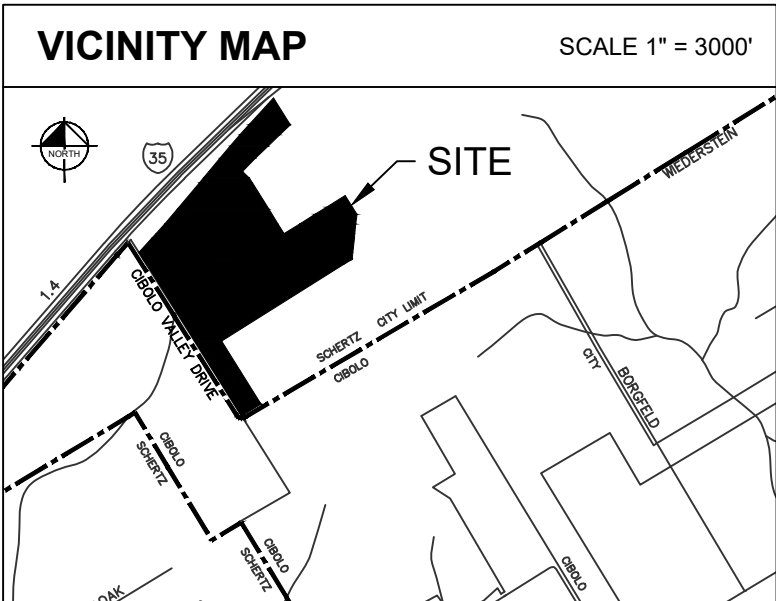 VICINITY MAP
SCALE 1" = 3000'
NORTH
35
SITE
WIEDERSTEIN
1.4
CIBOLO VALLEY DRIVE
SCHERTZ CITY LIMIT
CIBOLO
CITY
BORGFELD
CIBOLO
SCHERTZ
CIBOLO
SCHERTZ
CIBOLO
OAK